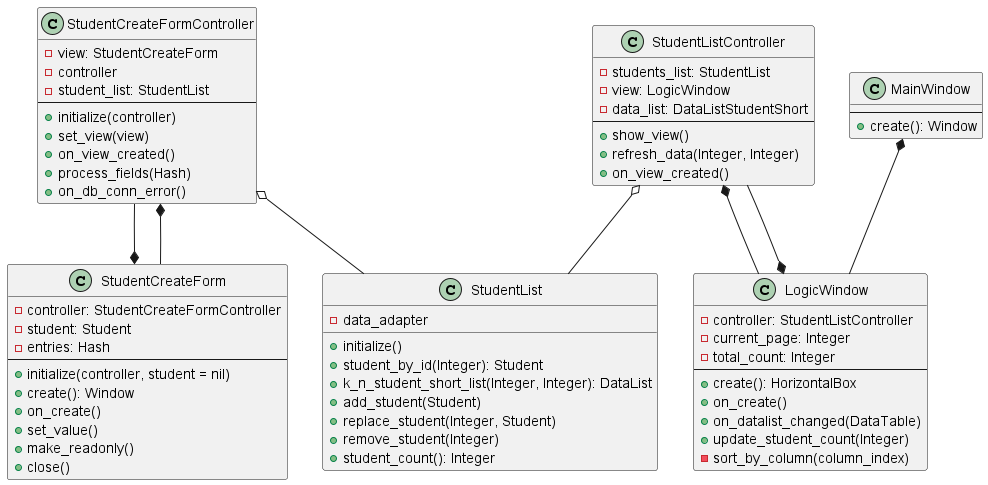 C StudentCreateFormController
view: StudentCreateForm
controller
student_list: StudentList
initialize(controller)
set_view(view)
on_view_created()
process_fields(Hash)
on_db_conn_error()
C StudentListController
students_list: StudentList
view: LogicWindow
data_list: DataListStudentShort
show_view()
refresh_data(Integer, Integer)
on_view_created()
C MainWindow
create(): Window
C StudentCreateForm
controller: StudentCreateFormController
student: Student
entries: Hash
initialize(controller, student = nil)
create(): Window
on_create()
set_value()
make_readonly()
close()
C StudentList
data_adapter
initialize()
student_by_id(Integer): Student
k_n_student_short_list(Integer, Integer): DataList
add_student(Student)
replace_student(Integer, Student)
remove_student(Integer)
student_count(): Integer
C LogicWindow
controller: StudentListController
current_page: Integer
total_count: Integer
create(): HorizontalBox
on_create()
on_datalist_changed(DataTable)
update_student_count(Integer)
sort_by_column(column_index)